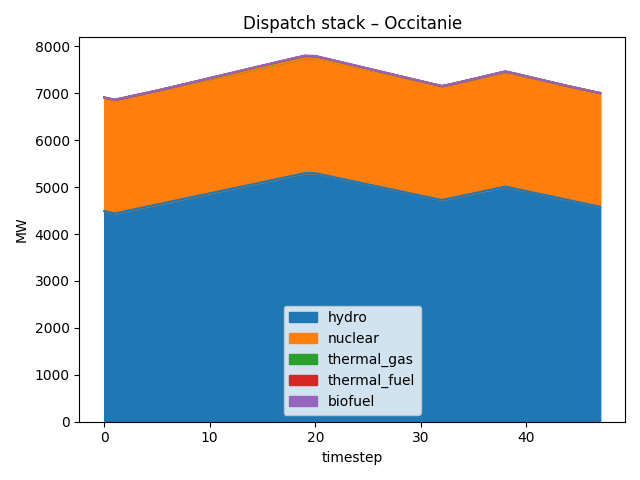 Dispatch stack – Occitanie
8000
7000
6000
5000
4000
3000
2000
1000
0
MW
hydro
nuclear
thermal_gas
thermal_fuel
biofuel
0 10 20 30 40
timestep